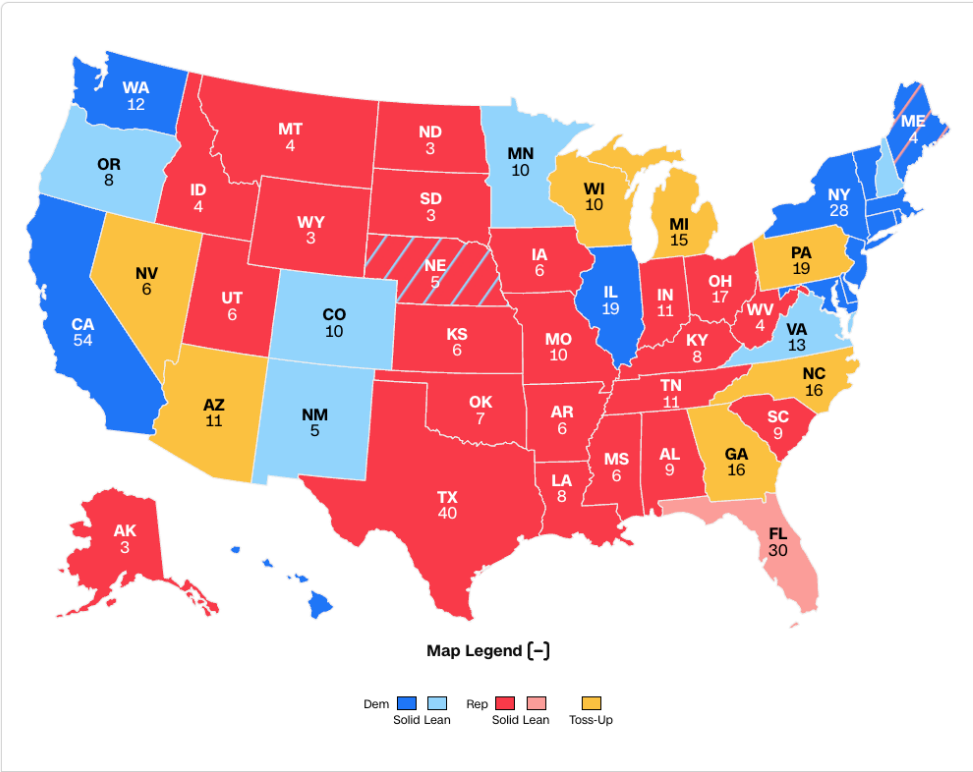 WA
12
OR
8
CA
54
NV
6
ID
4
MT
4
WY
3
UT
6
AZ
11
CO
10
NM
5
ND
3
SD
3
NE
5
KS
6
OK
7
TX
40
MN
10
IA
6
MO
10
AR
6
LA
8
WI
10
IL
19
MI
15
IN
11
OH
17
KY
8
TN
11
MS
6
AL
9
GA
16
FL
30
SC
9
NC
16
VA
13
WV
4
PA
19
NY
28
ME
4
AK
3
Map Legend [–]
Dem Rep
Solid Lean Solid Lean Toss-Up